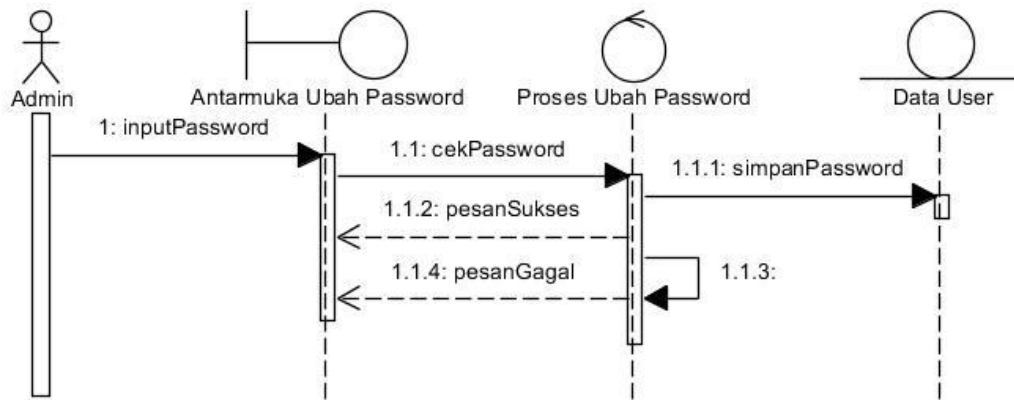 Admin
Antarmuka Ubah Password
Proses Ubah Password
Data User
1: inputPassword
1.1: cekPassword
1.1.1: simpanPassword
1.1.2: pesanSukses
1.1.4: pesanGagal
1.1.3: